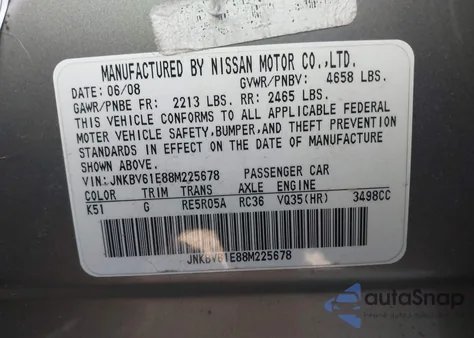 MANUFACTURED BY NISSAN MOTOR CO.,LTD.
DATE: 06/08 GVWR/PNBV: 4658 LBS.
GAWR/PNBE FR: 2213 LBS. RR: 2465 LBS.
THIS VEHICLE CONFORMS TO ALL APPLICABLE FEDERAL
MOTOR VEHICLE SAFETY,BUMPER,AND THEFT PREVENTION
STANDARDS IN EFFECT ON THE DATE OF MANUFACTURE
SHOWN ABOVE.
VIN:JNKBV61E88M225678 PASSENGER CAR
COLOR TRIM TRANS AXLE ENGINE
K51 G RE5R05A RC36 VQ35(HR) 3498CC
JNKBV61E88M225678
autoSnap